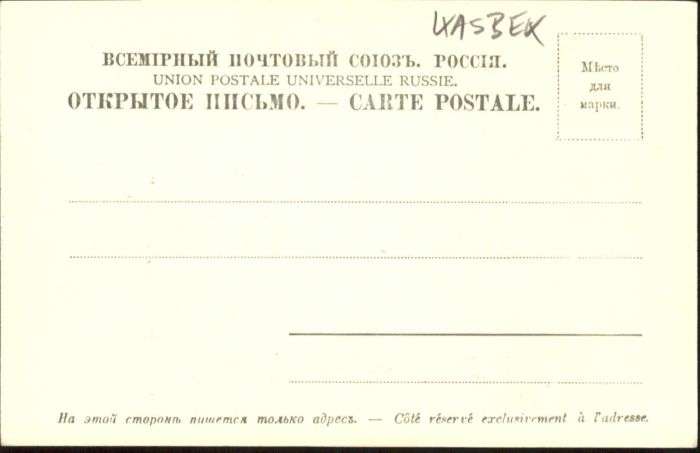 KASBEK
ВСЕМІРНЫЙ ПОЧТОВЫЙ СОЮЗЪ. РОССІЯ.
UNION POSTALE UNIVERSELLE RUSSIE.
ОТКРЫТОЕ ПИСЬМО. — CARTE POSTALE.
Мѣсто
для
марки.
На этой сторонѣ пишется только адресъ. — Côté réservé exclusivement à l'adresse.